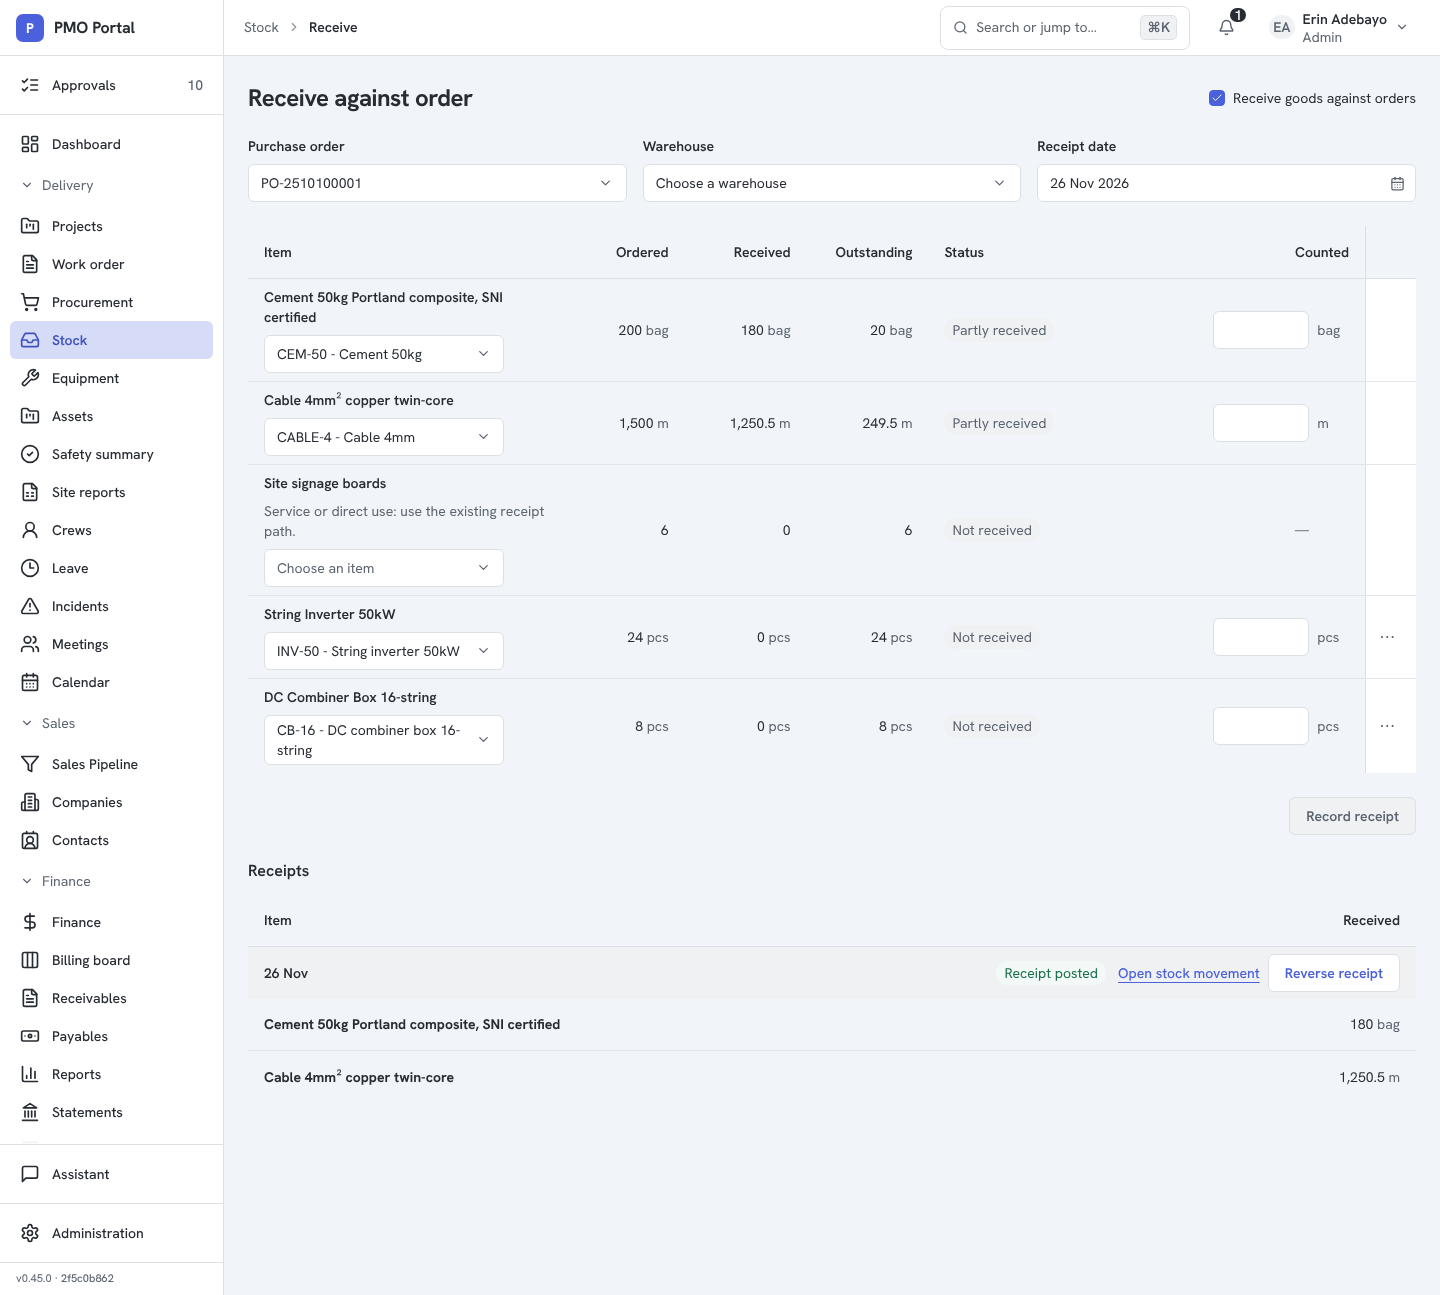 P PMO Portal
Stock > Receive
Search or jump to... ⌘K
1
EA Erin Adebayo
Admin
Approvals 10
Dashboard
Delivery
Projects
Work order
Procurement
Stock
Equipment
Assets
Safety summary
Site reports
Crews
Leave
Incidents
Meetings
Calendar
Sales
Sales Pipeline
Companies
Contacts
Finance
Finance
Billing board
Receivables
Payables
Reports
Statements
Assistant
Administration
v0.45.0 · 2f5c0b862
Receive against order
Receive goods against orders
Purchase order Warehouse Receipt date
PO-2510100001 Choose a warehouse 26 Nov 2026
Item Ordered Received Outstanding Status Counted
Cement 50kg Portland composite, SNI
certified
CEM-50 - Cement 50kg
200 bag 180 bag 20 bag Partly received bag
Cable 4mm² copper twin-core
CABLE-4 - Cable 4mm
1,500 m 1,250.5 m 249.5 m Partly received m
Site signage boards
Service or direct use: use the existing receipt
path.
Choose an item
6 0 6 Not received —
String Inverter 50kW
INV-50 - String inverter 50kW
24 pcs 0 pcs 24 pcs Not received pcs ...
DC Combiner Box 16-string
CB-16 - DC combiner box 16-
string
8 pcs 0 pcs 8 pcs Not received pcs ...
Record receipt
Receipts
Item Received
26 Nov Receipt posted Open stock movement Reverse receipt
Cement 50kg Portland composite, SNI certified 180 bag
Cable 4mm² copper twin-core 1,250.5 m